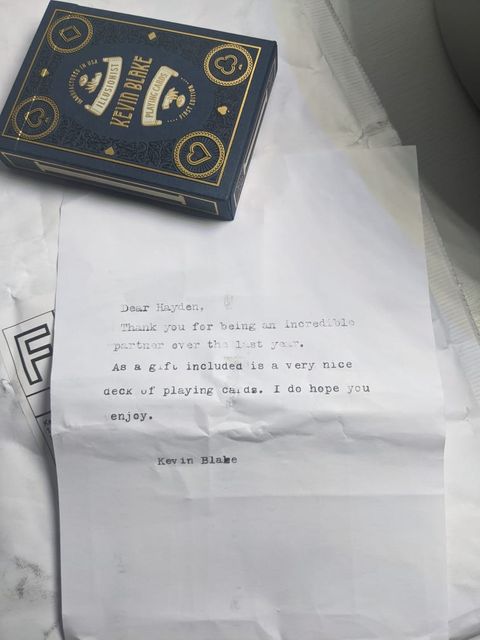 MANUFACTURED IN USA
ILLUSIONIST
KEVIN BLAKE
PLAYING CARDS
FIRST EDITION
Dear Hayden,
Thank you for being an incredible
partner over the last year.
As a gift included is a very nice
deck of playing cards. I do hope you
enjoy.
Kevin Blake
F